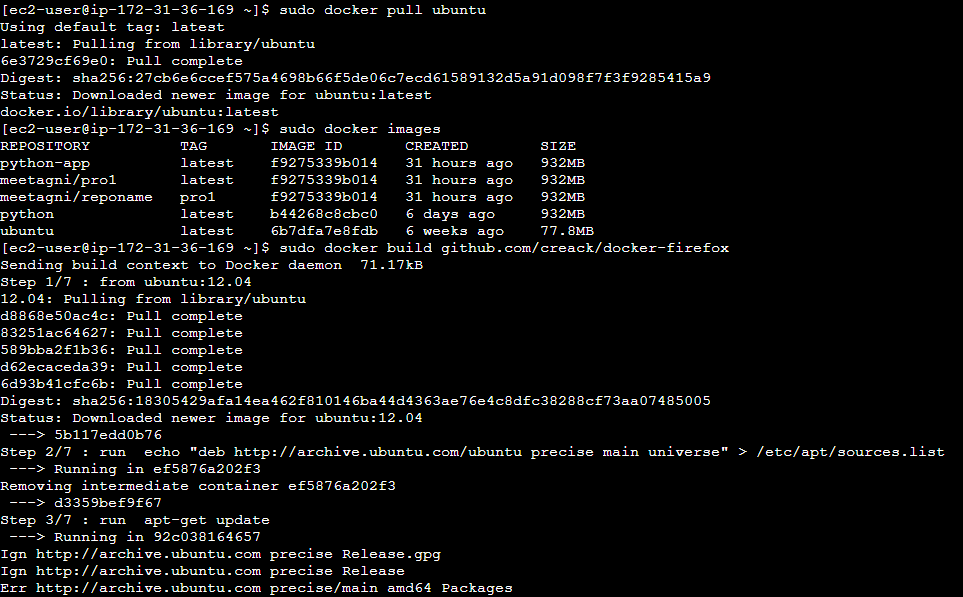 [ec2-user@ip-172-31-36-169 ~]$ sudo docker pull ubuntu
Using default tag: latest
latest: Pulling from library/ubuntu
6e3729cf69e0: Pull complete
Digest: sha256:27cb6e6ccef575a4698b66f5de06c7ecd61589132d5a91d098f7f3f9285415a9
Status: Downloaded newer image for ubuntu:latest
docker.io/library/ubuntu:latest
[ec2-user@ip-172-31-36-169 ~]$ sudo docker images
REPOSITORY          TAG       IMAGE ID       CREATED        SIZE
python-app          latest    f9275339b014   31 hours ago   932MB
meetagni/pro1       latest    f9275339b014   31 hours ago   932MB
meetagni/reponame   pro1      f9275339b014   31 hours ago   932MB
python              latest    b44268c8cbc0   6 days ago     932MB
ubuntu              latest    6b7dfa7e8fdb   6 weeks ago    77.8MB
[ec2-user@ip-172-31-36-169 ~]$ sudo docker build github.com/creack/docker-firefox
Sending build context to Docker daemon  71.17kB
Step 1/7 : from ubuntu:12.04
12.04: Pulling from library/ubuntu
d8868e50ac4c: Pull complete
83251ac64627: Pull complete
589bba2f1b36: Pull complete
d62ecaceda39: Pull complete
6d93b41cfc6b: Pull complete
Digest: sha256:18305429afa14ea462f810146ba44d4363ae76e4c8dfc38288cf73aa07485005
Status: Downloaded newer image for ubuntu:12.04
 ---> 5b117edd0b76
Step 2/7 : run  echo "deb http://archive.ubuntu.com/ubuntu precise main universe" > /etc/apt/sources.list
 ---> Running in ef5876a202f3
Removing intermediate container ef5876a202f3
 ---> d3359bef9f67
Step 3/7 : run  apt-get update
 ---> Running in 92c038164657
Ign http://archive.ubuntu.com precise Release.gpg
Ign http://archive.ubuntu.com precise Release
Err http://archive.ubuntu.com precise/main amd64 Packages